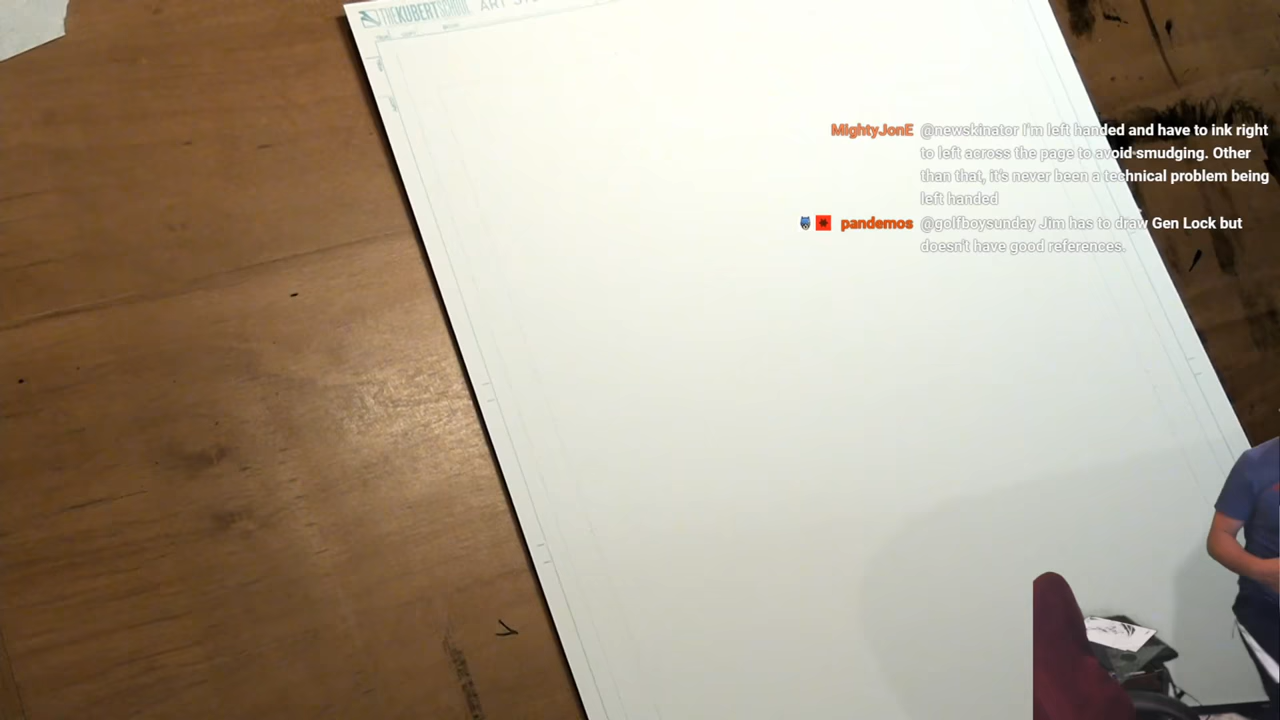 THE KUBERT SCHOOL ART
MightyJonE @newskinator I'm left handed and have to ink right
to left across the page to avoid smudging. Other
than that, it's never been a technical problem being
left handed
pandemos @golfboysunday Jim has to draw Gen Lock but
doesn't have good references.